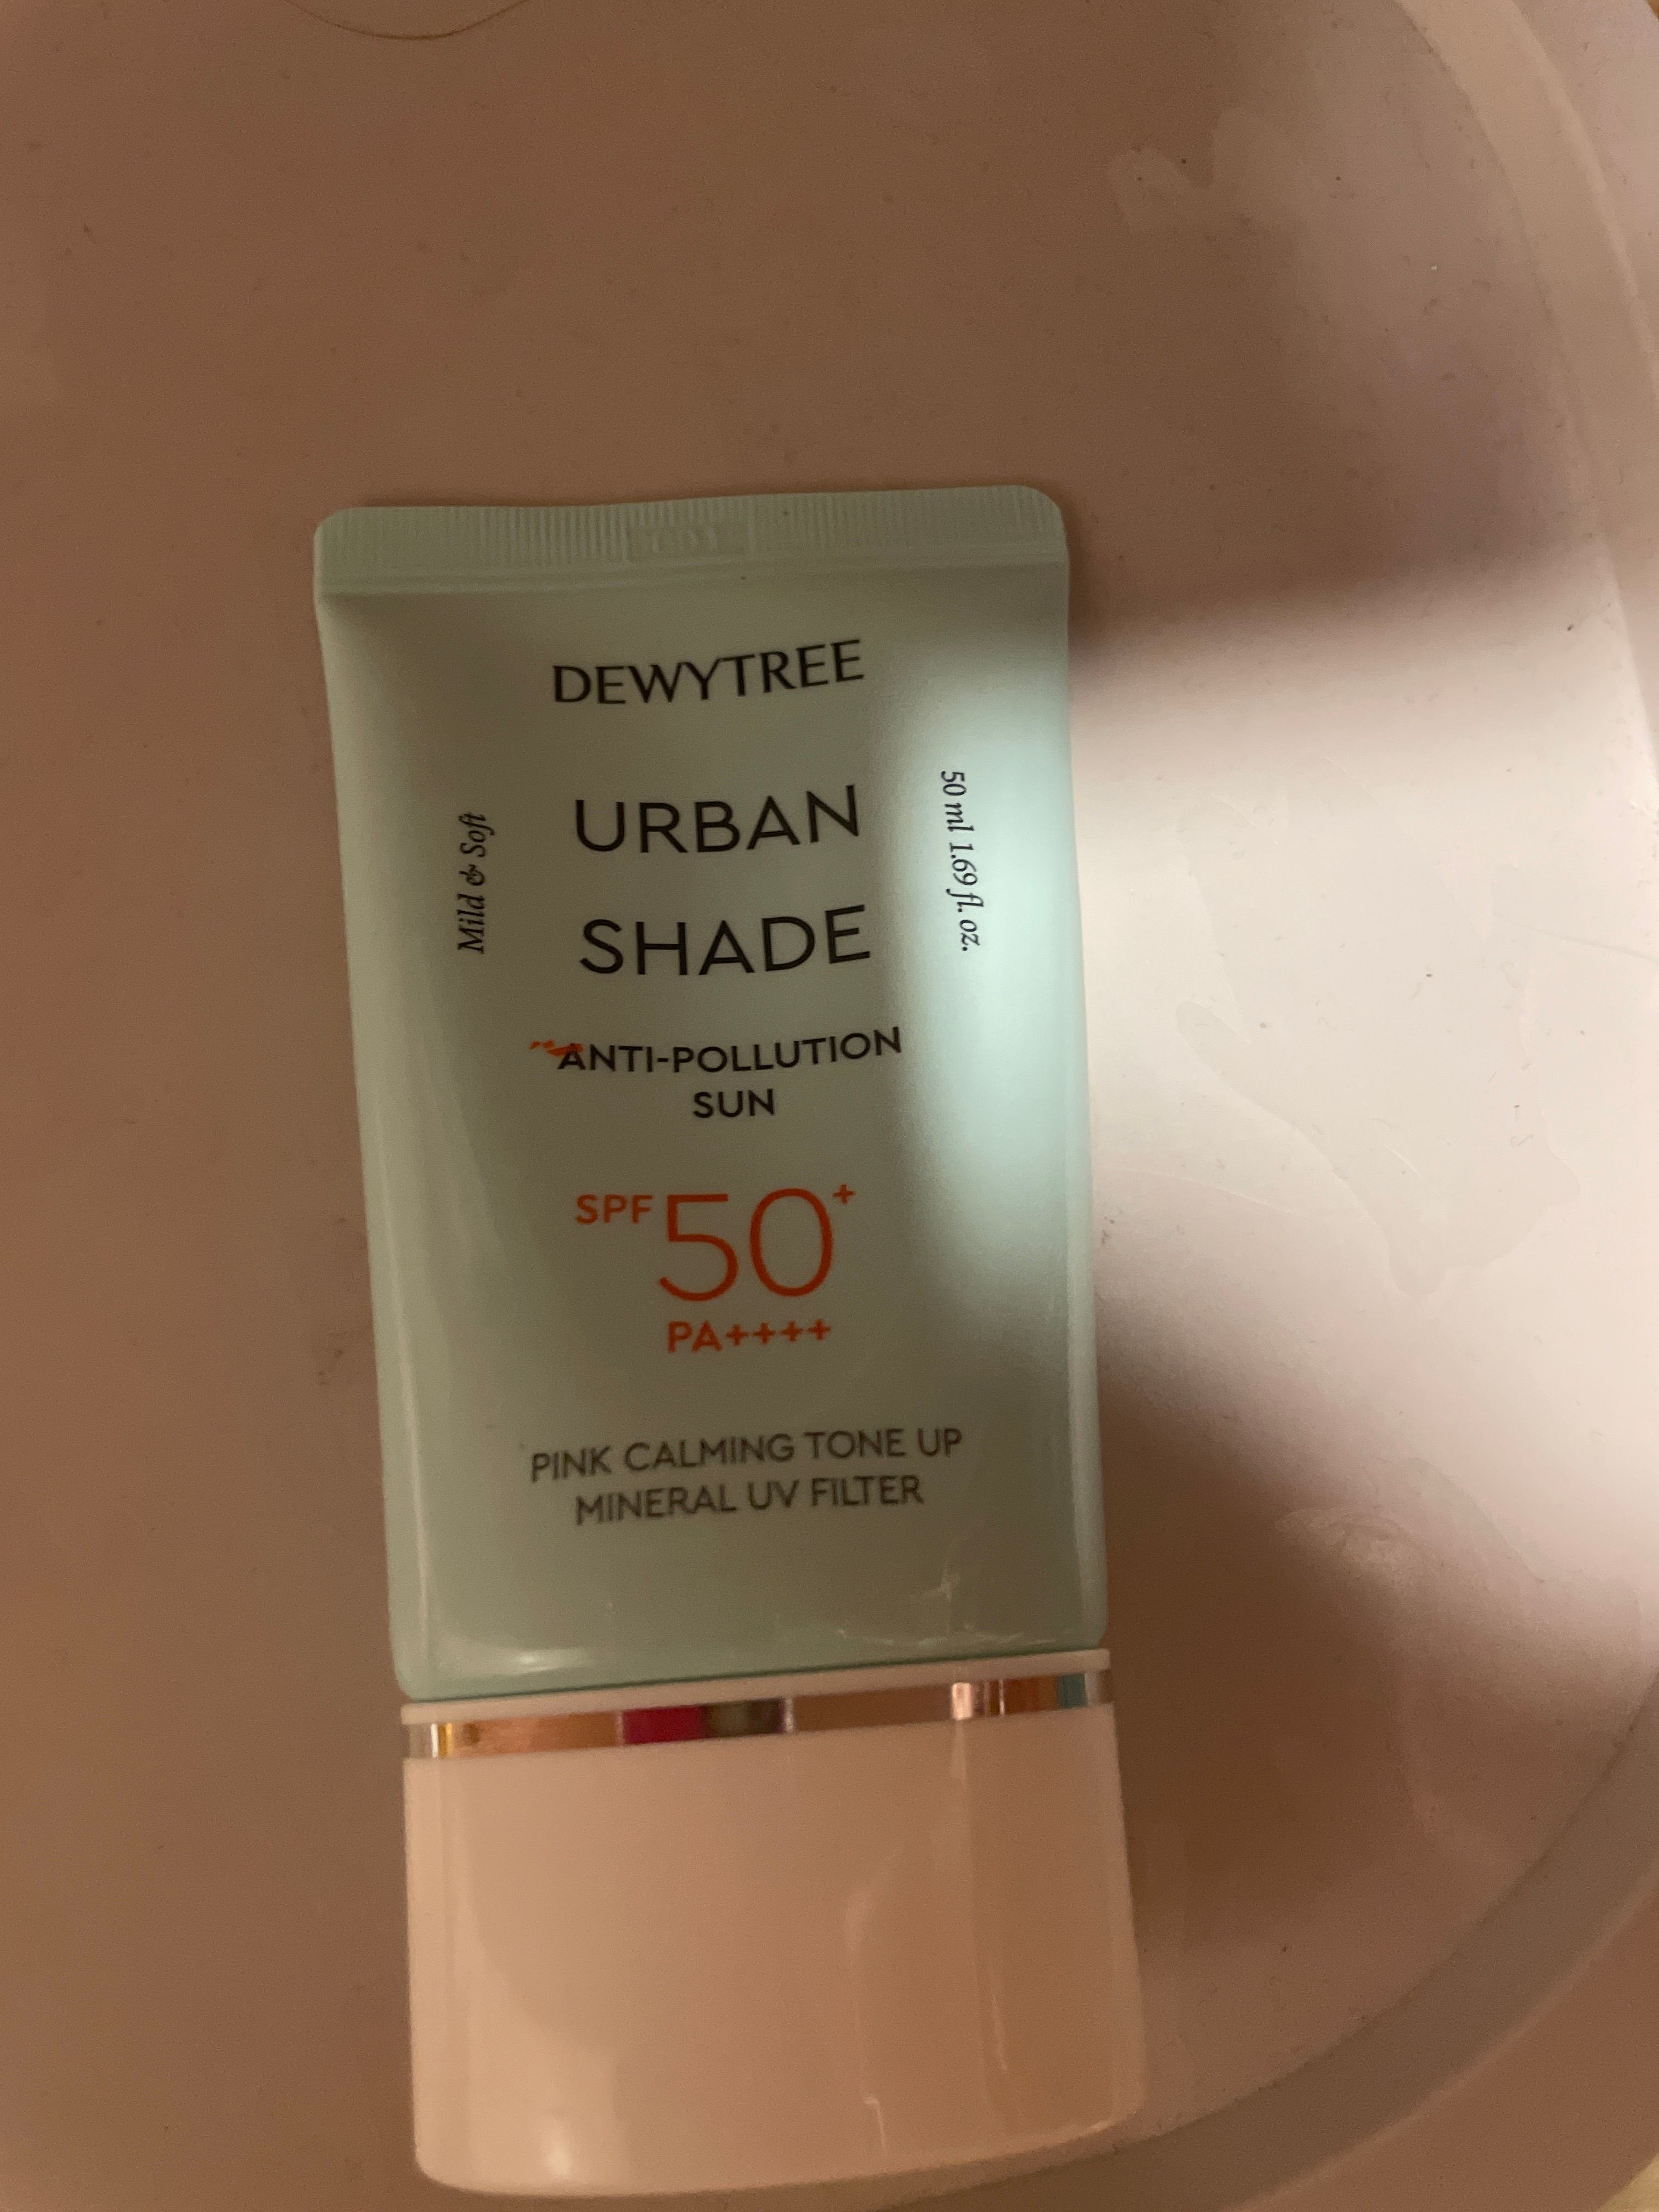 DEWYTREE
URBAN
SHADE
Mild & Soft
50 ml 1.69 fl. oz.
ANTI-POLLUTION
SUN
SPF 50+
PA++++
PINK CALMING TONE UP
MINERAL UV FILTER